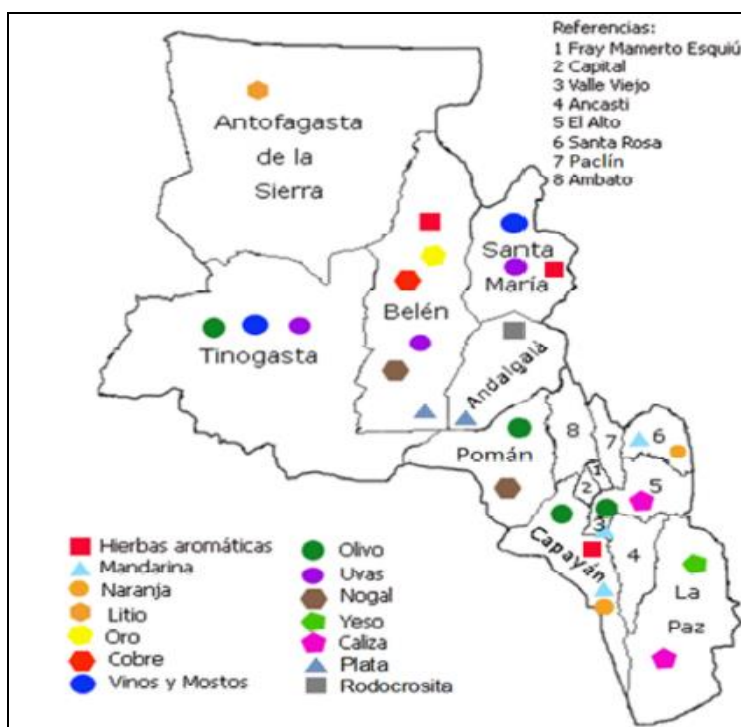 Referencias:
1 Fray Mamerto Esquiú
2 Capital
3 Valle Viejo
4 Ancasti
5 El Alto
6 Santa Rosa
7 Paclín
8 Ambato
Antofagasta
de la
Sierra
Santa
María
Belén
Tinogasta
Andalgalá
Pomán
8
7
6
1
2
5
3
4
Capayán
La
Paz
Hierbas aromáticas
Mandarina
Naranja
Litio
Oro
Cobre
Vinos y Mostos
Olivo
Uvas
Nogal
Yeso
Caliza
Plata
Rodocrosita